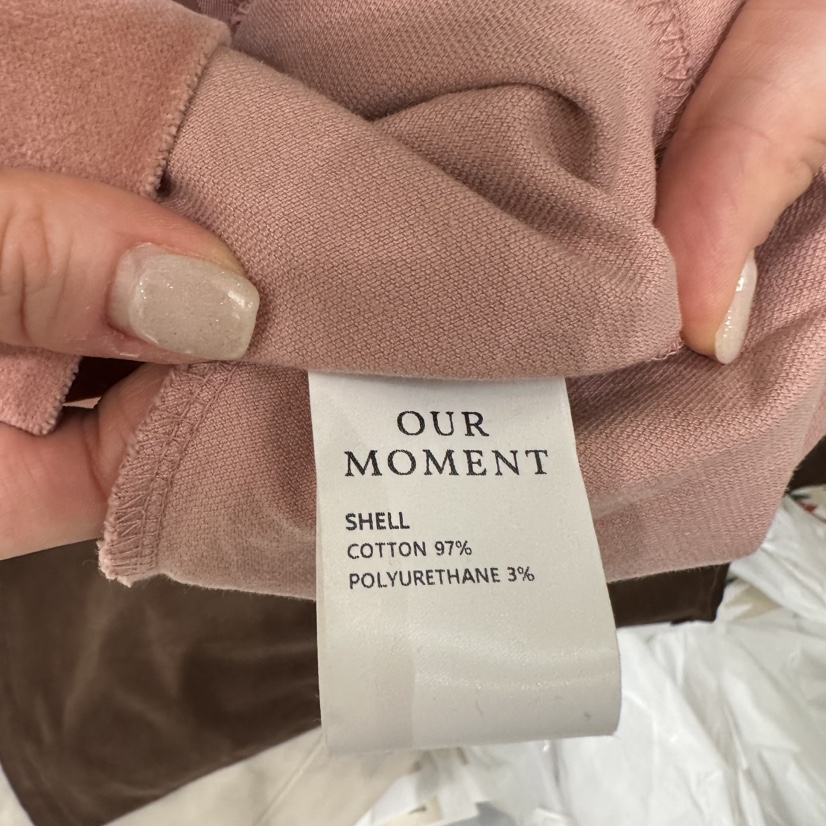 OUR
MOMENT
SHELL
COTTON 97%
POLYURETHANE 3%